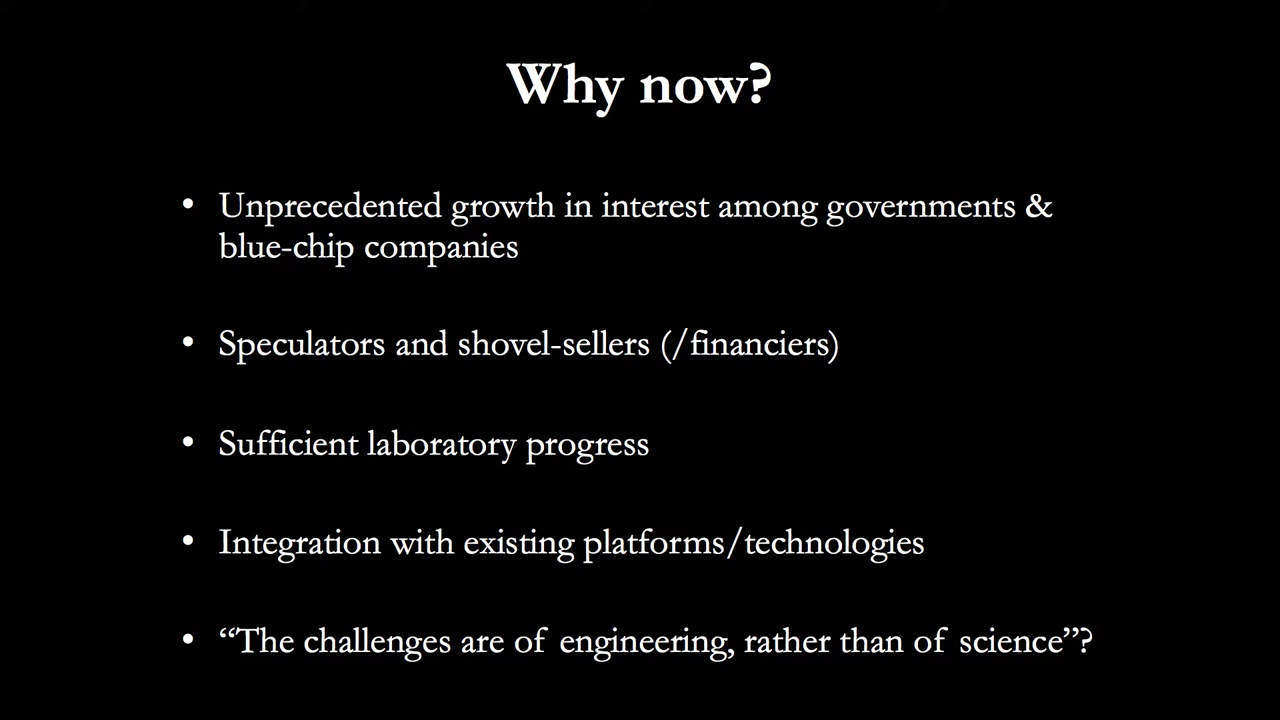 Why now?
• Unprecedented growth in interest among governments &
blue-chip companies
• Speculators and shovel-sellers (/financiers)
• Sufficient laboratory progress
• Integration with existing platforms/technologies
• “The challenges are of engineering, rather than of science”?